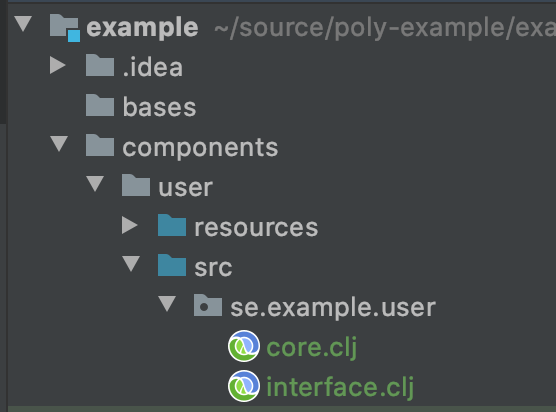 example ~/source/poly-example/exa
.idea
bases
components
user
resources
src
se.example.user
core.clj
interface.clj